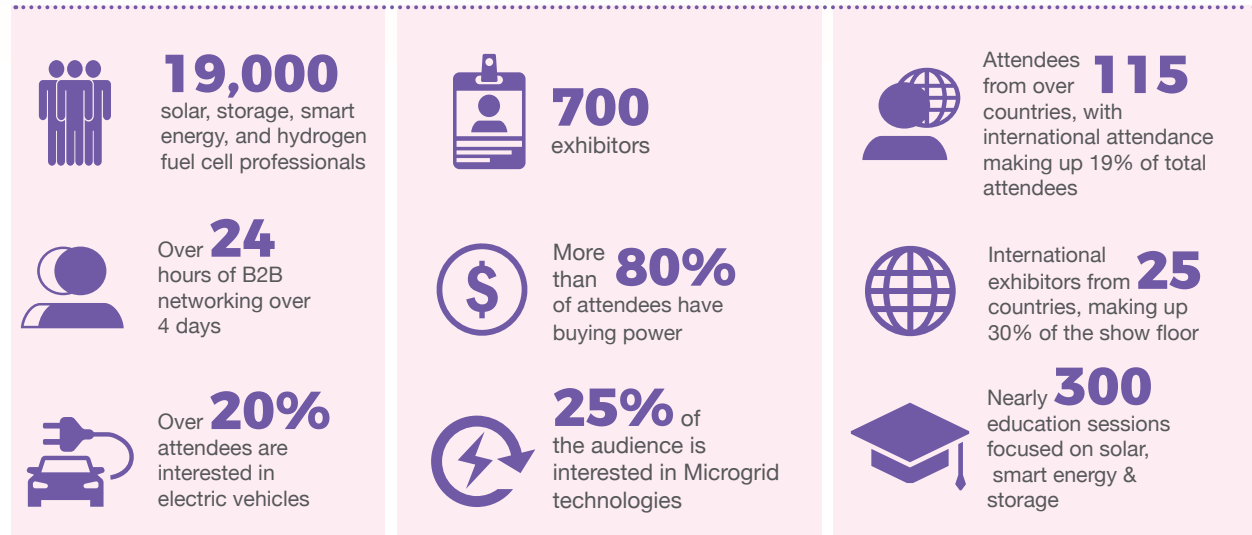 19,000
solar, storage, smart
energy, and hydrogen
fuel cell professionals
Over 24
hours of B2B
networking over
4 days
Over 20%
attendees are
interested in
electric vehicles
700
exhibitors
More
than 80%
of attendees have
buying power
25% of
the audience is
interested in Microgrid
technologies
Attendees
from over 115
countries, with
international attendance
making up 19% of total
attendees
International
exhibitors from 25
countries, making up
30% of the show floor
Nearly 300
education sessions
focused on solar,
smart energy &
storage